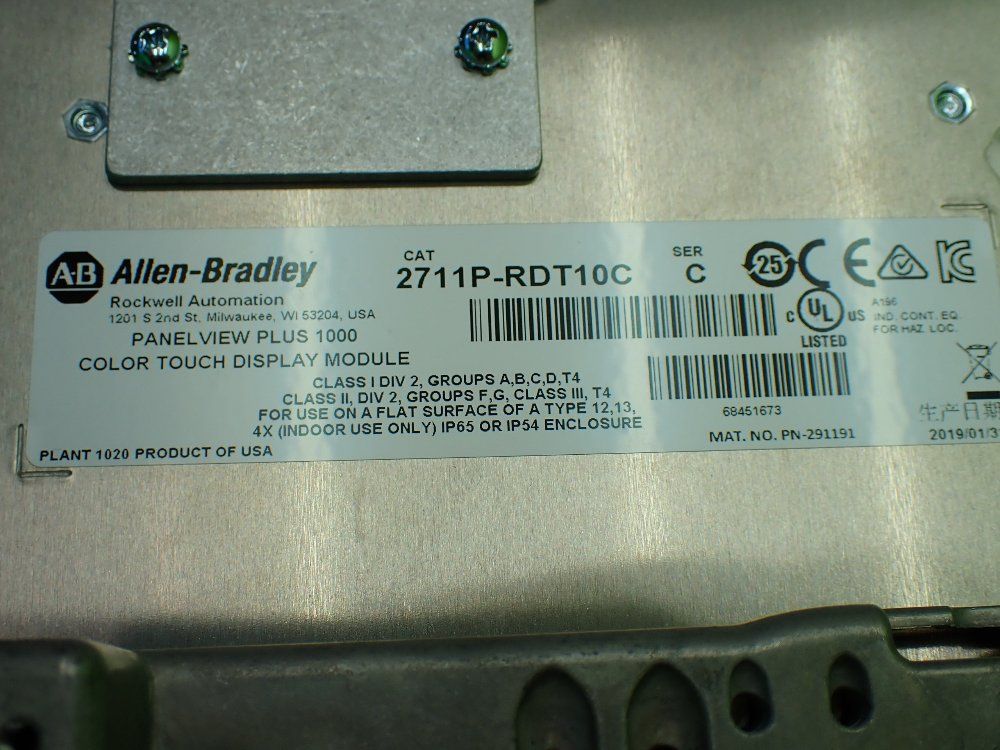 A·B Allen-Bradley
Rockwell Automation
1201 S 2nd St, Milwaukee, WI 53204, USA
PANELVIEW PLUS 1000
COLOR TOUCH DISPLAY MODULE
CAT
2711P-RDT10C
SER
C
25
C UL US
LISTED
A196
IND. CONT. EQ.
FOR HAZ. LOC.
CLASS I DIV 2, GROUPS A,B,C,D,T4
CLASS II, DIV 2, GROUPS F,G, CLASS III, T4
FOR USE ON A FLAT SURFACE OF A TYPE 12,13,
4X (INDOOR USE ONLY) IP65 OR IP54 ENCLOSURE
68451673
MAT. NO. PN-291191
生产日期
2019/01/31
PLANT 1020 PRODUCT OF USA